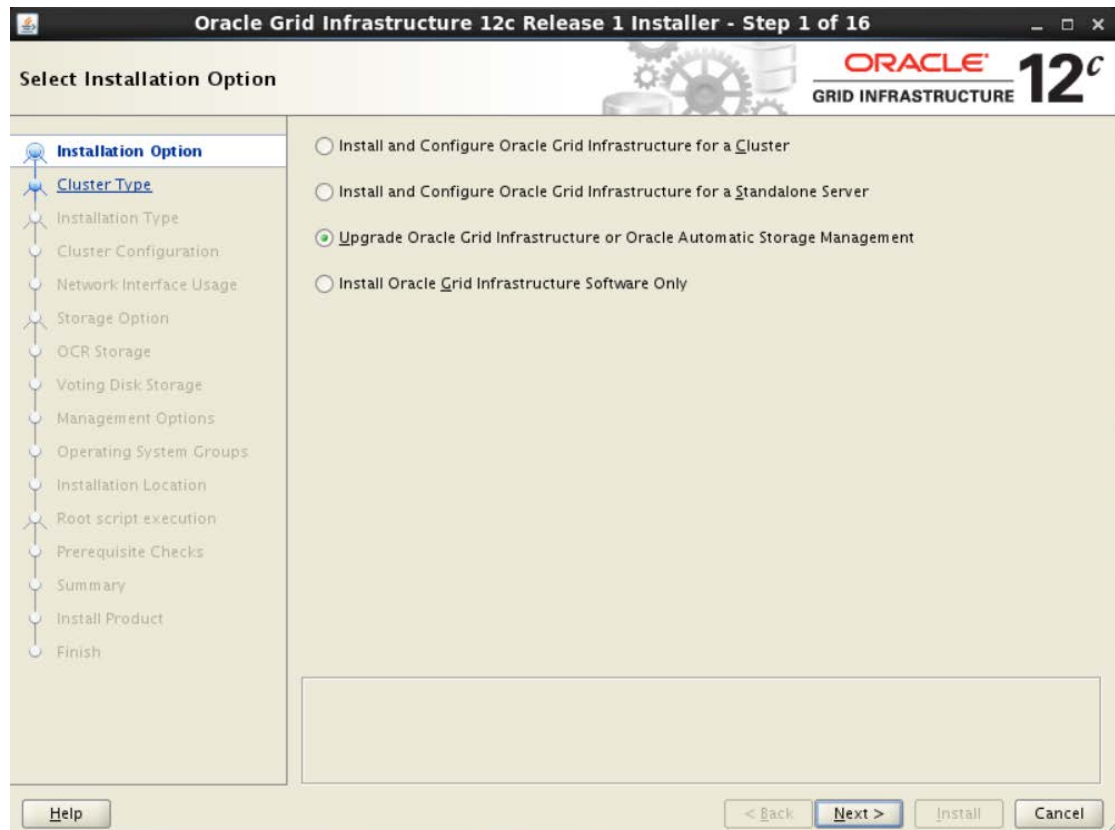 Oracle Grid Infrastructure 12c Release 1 Installer - Step 1 of 16
Select Installation Option
ORACLE
GRID INFRASTRUCTURE
12c
Installation Option
Cluster Type
Installation Type
Cluster Configuration
Network Interface Usage
Storage Option
OCR Storage
Voting Disk Storage
Management Options
Operating System Groups
Installation Location
Root script execution
Prerequisite Checks
Summary
Install Product
Finish
Install and Configure Oracle Grid Infrastructure for a Cluster
Install and Configure Oracle Grid Infrastructure for a Standalone Server
Upgrade Oracle Grid Infrastructure or Oracle Automatic Storage Management
Install Oracle Grid Infrastructure Software Only
Help
< Back
Next >
Install
Cancel